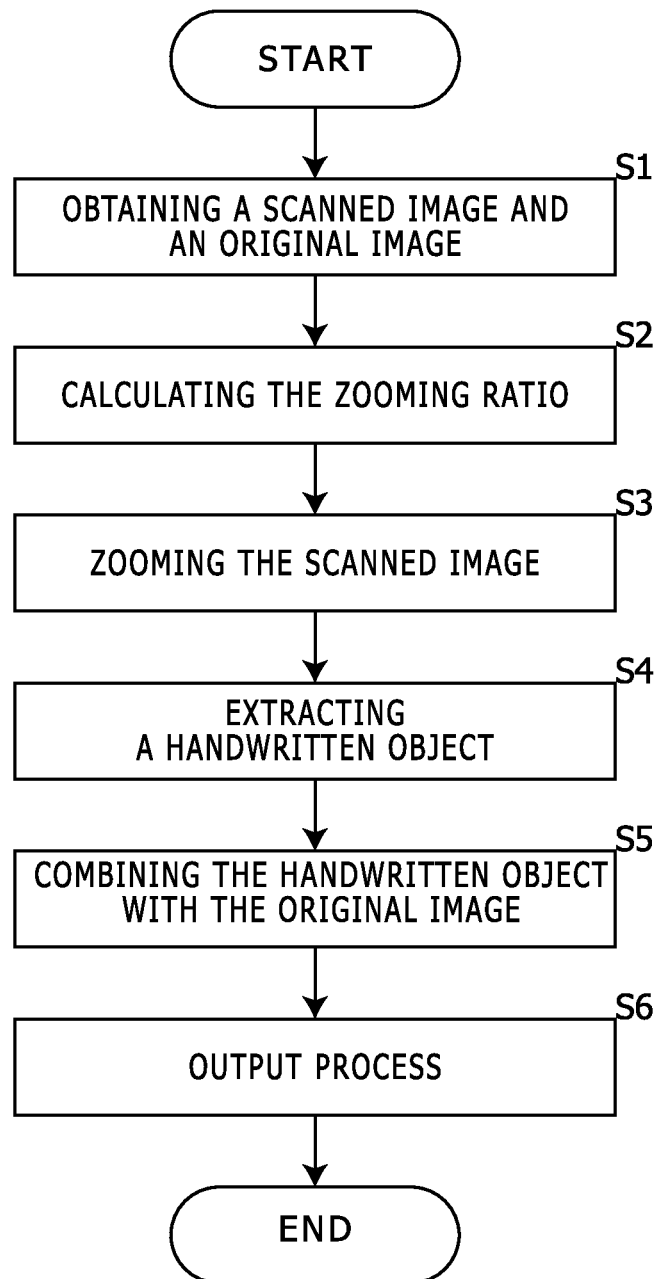 START
S1
OBTAINING A SCANNED IMAGE AND
AN ORIGINAL IMAGE
S2
CALCULATING THE ZOOMING RATIO
S3
ZOOMING THE SCANNED IMAGE
S4
EXTRACTING
A HANDWRITTEN OBJECT
S5
COMBINING THE HANDWRITTEN OBJECT
WITH THE ORIGINAL IMAGE
S6
OUTPUT PROCESS
END